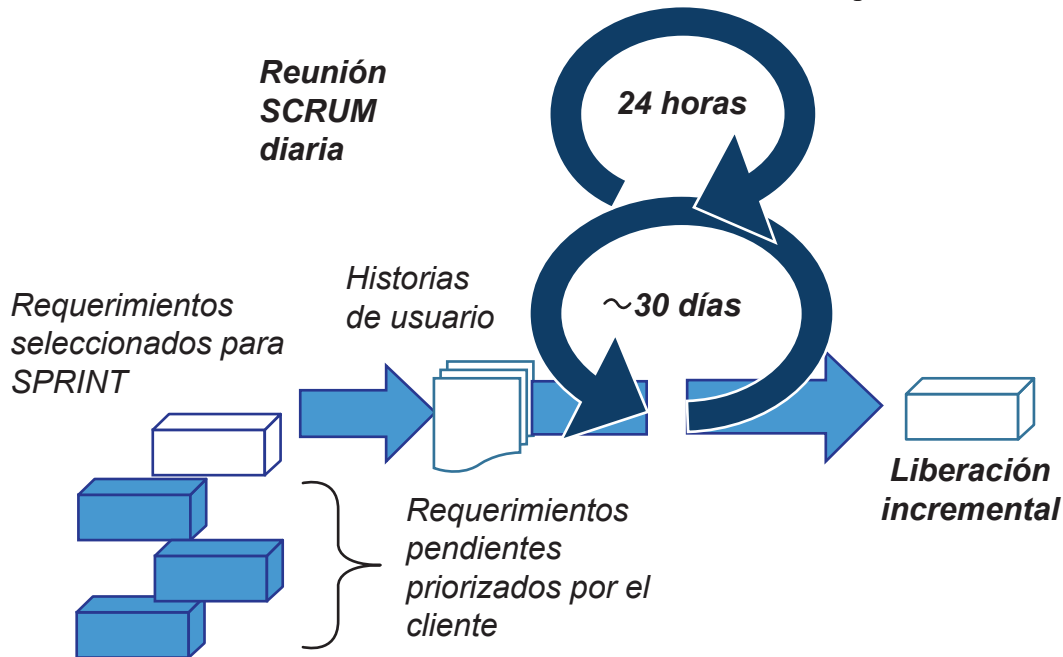 Reunión
SCRUM
diaria
24 horas
Historias
de usuario
~30 días
Requerimientos
seleccionados para
SPRINT
Liberación
incremental
Requerimientos
pendientes
priorizados por el
cliente